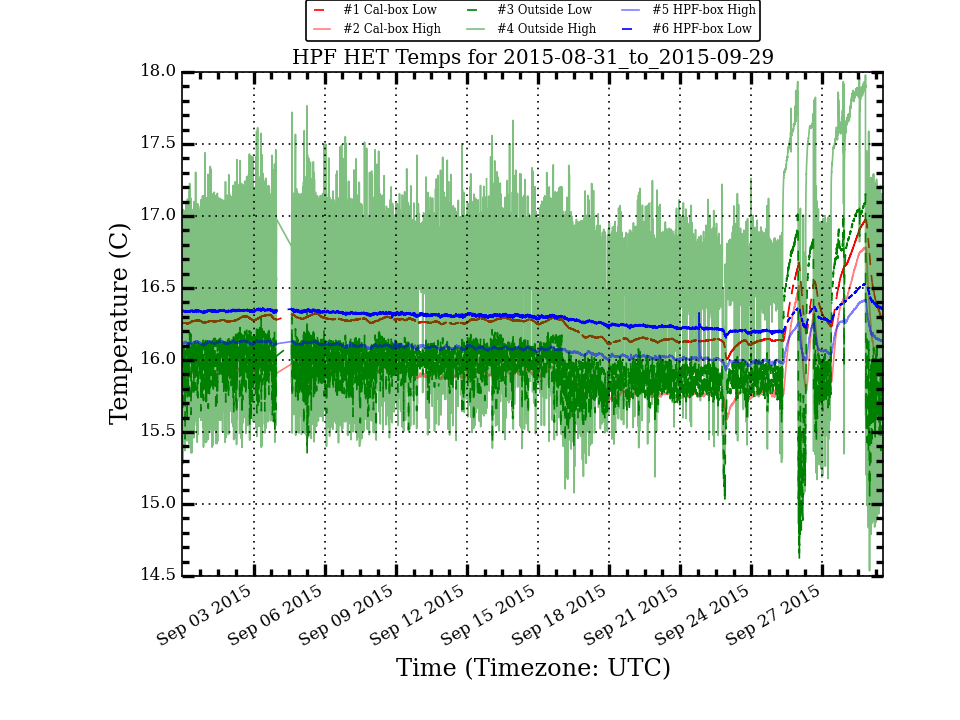 #1 Cal-box Low #3 Outside Low #5 HPF-box High
#2 Cal-box High #4 Outside High #6 HPF-box Low
HPF HET Temps for 2015-08-31_to_2015-09-29
18.0
17.5
17.0
16.5
16.0
15.5
15.0
14.5
Temperature (C)
Sep 03 2015
Sep 06 2015
Sep 09 2015
Sep 12 2015
Sep 15 2015
Sep 18 2015
Sep 21 2015
Sep 24 2015
Sep 27 2015
Time (Timezone: UTC)